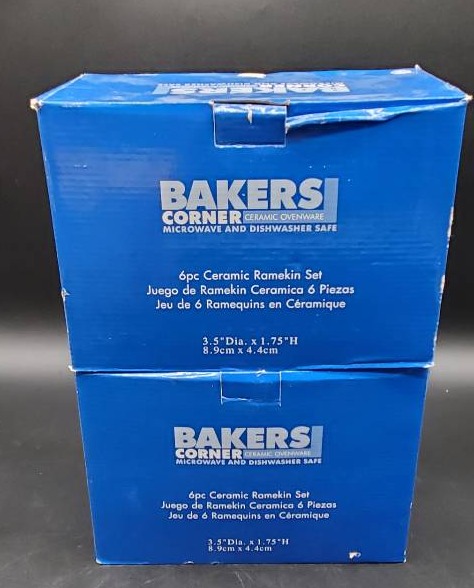 BAKERS
CORNER CERAMIC OVENWARE
MICROWAVE AND DISHWASHER SAFE
6pc Ceramic Ramekin Set
Juego de Ramekin Ceramica 6 Piezas
Jeu de 6 Ramequins en Céramique
3.5"Dia. x 1.75"H
8.9cm x 4.4cm
BAKERS
CORNER CERAMIC OVENWARE
MICROWAVE AND DISHWASHER SAFE
6pc Ceramic Ramekin Set
Juego de Ramekin Ceramica 6 Piezas
Jeu de 6 Ramequins en Céramique
3.5"Dia. x 1.75"H
8.9cm x 4.4cm